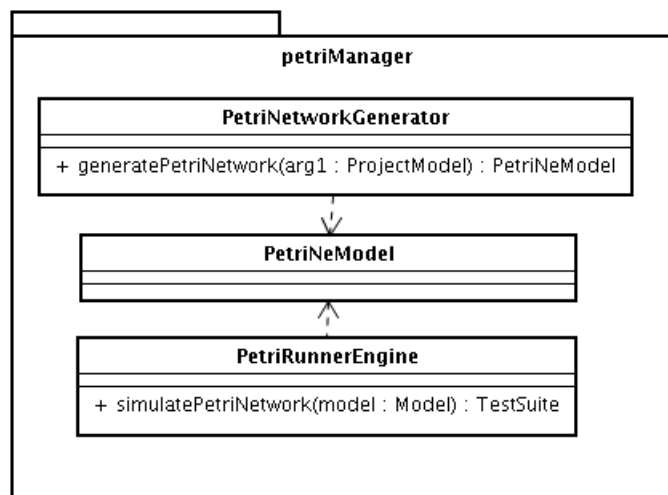 petriManager
PetriNetworkGenerator
+ generatePetriNetwork(arg1 : ProjectModel) : PetriNeModel
PetriNeModel
PetriRunnerEngine
+ simulatePetriNetwork(model : Model) : TestSuite